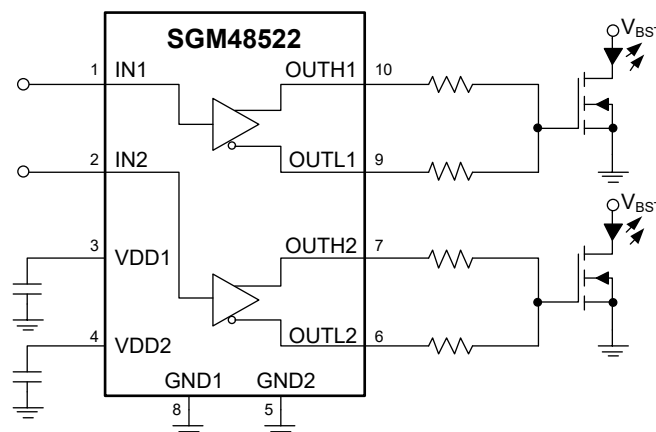 SGM48522
1 IN1 OUTH1 10
2 IN2 OUTL1 9
3 VDD1 OUTH2 7
4 VDD2 OUTL2 6
GND1 GND2
8 5
VBST
VBST